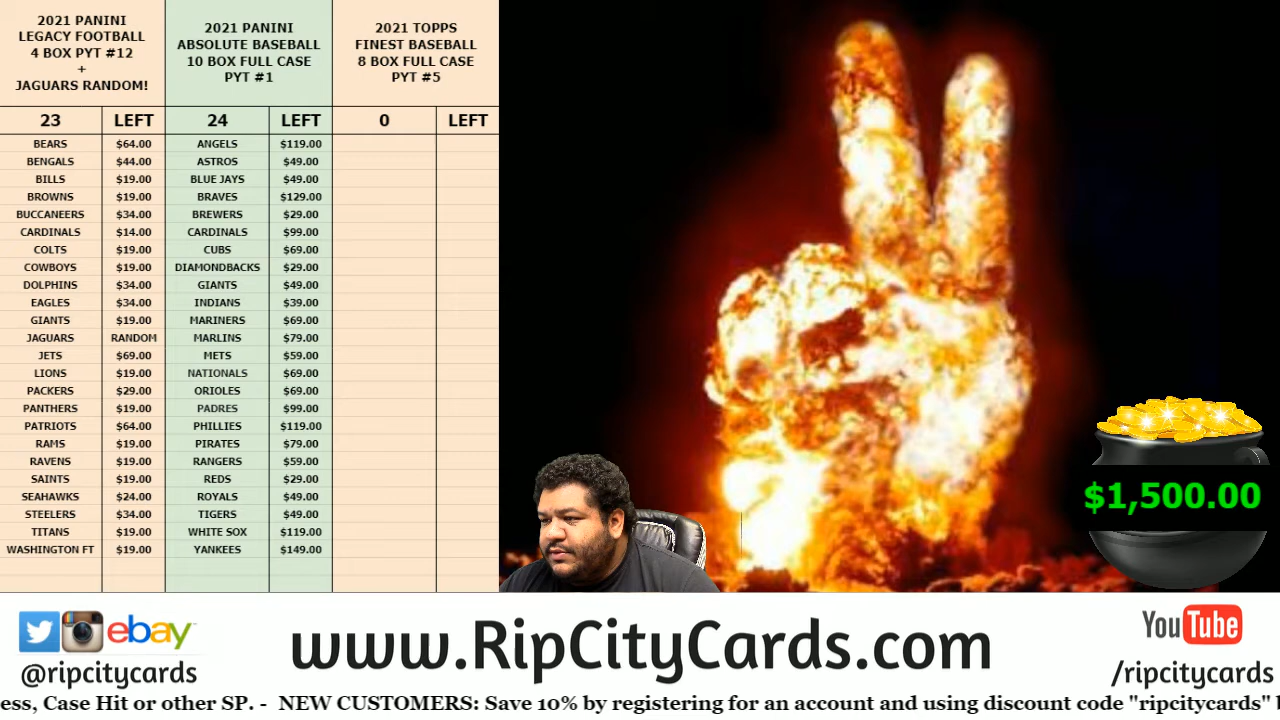 2021 PANINI
LEGACY FOOTBALL
4 BOX PYT #12
+
JAGUARS RANDOM!
23 LEFT
BEARS $64.00
BENGALS $44.00
BILLS $19.00
BROWNS $19.00
BUCCANEERS $34.00
CARDINALS $14.00
COLTS $19.00
COWBOYS $19.00
DOLPHINS $34.00
EAGLES $34.00
GIANTS $19.00
JAGUARS RANDOM
JETS $69.00
LIONS $19.00
PACKERS $29.00
PANTHERS $19.00
PATRIOTS $64.00
RAMS $19.00
RAVENS $19.00
SAINTS $19.00
SEAHAWKS $24.00
STEELERS $34.00
TITANS $19.00
WASHINGTON FT $19.00
2021 PANINI
ABSOLUTE BASEBALL
10 BOX FULL CASE
PYT #1
24 LEFT
ANGELS $119.00
ASTROS $49.00
BLUE JAYS $49.00
BRAVES $129.00
BREWERS $29.00
CARDINALS $99.00
CUBS $69.00
DIAMONDBACKS $29.00
GIANTS $49.00
INDIANS $39.00
MARINERS $69.00
MARLINS $79.00
METS $59.00
NATIONALS $69.00
ORIOLES $69.00
PADRES $99.00
PHILLIES $119.00
PIRATES $79.00
RANGERS $59.00
REDS $29.00
ROYALS $49.00
TIGERS $49.00
WHITE SOX $119.00
YANKEES $149.00
2021 TOPPS
FINEST BASEBALL
8 BOX FULL CASE
PYT #5
0 LEFT
$1,500.00
ebay
@ripcitycards
www.RipCityCards.com
YouTube
/ripcitycards
ess, Case Hit or other SP. - NEW CUSTOMERS: Save 10% by registering for an account and using discount code "ripcitycards"